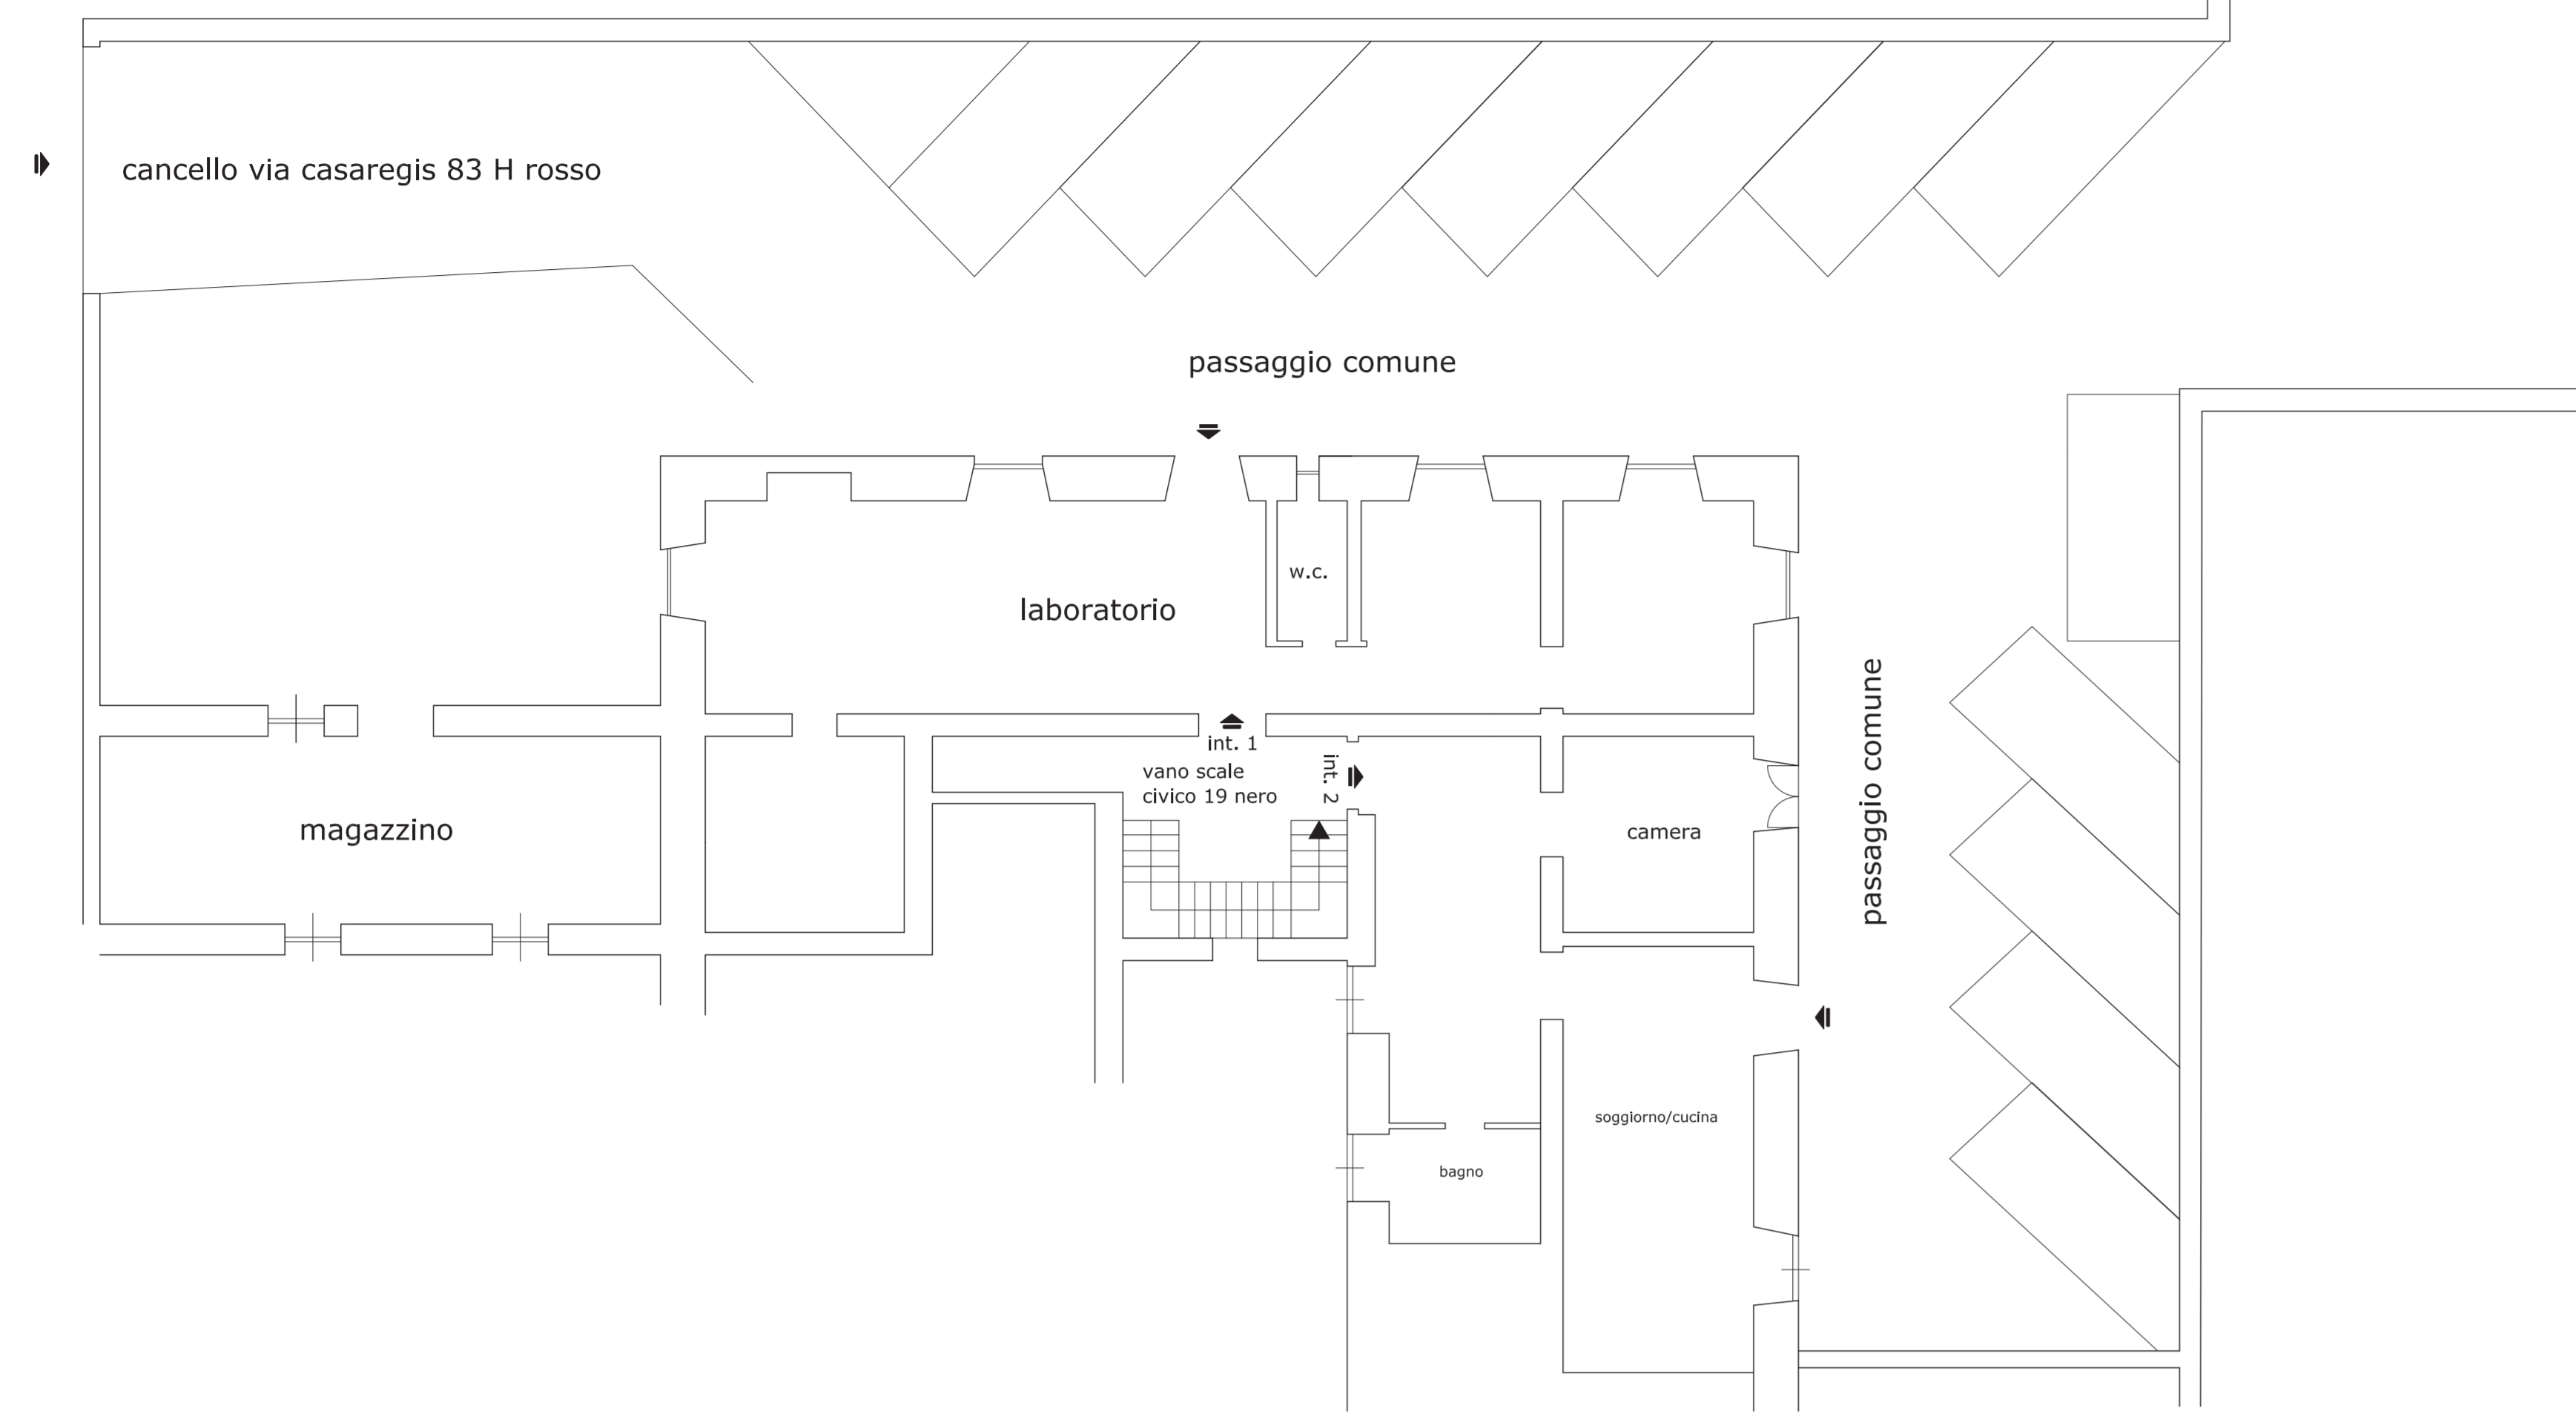 cancello via casaregis 83 H rosso
passaggio comune
w.c.
laboratorio
int. 1
vano scale
civico 19 nero
int. 2
magazzino
camera
passaggio comune
soggiorno/cucina
bagno